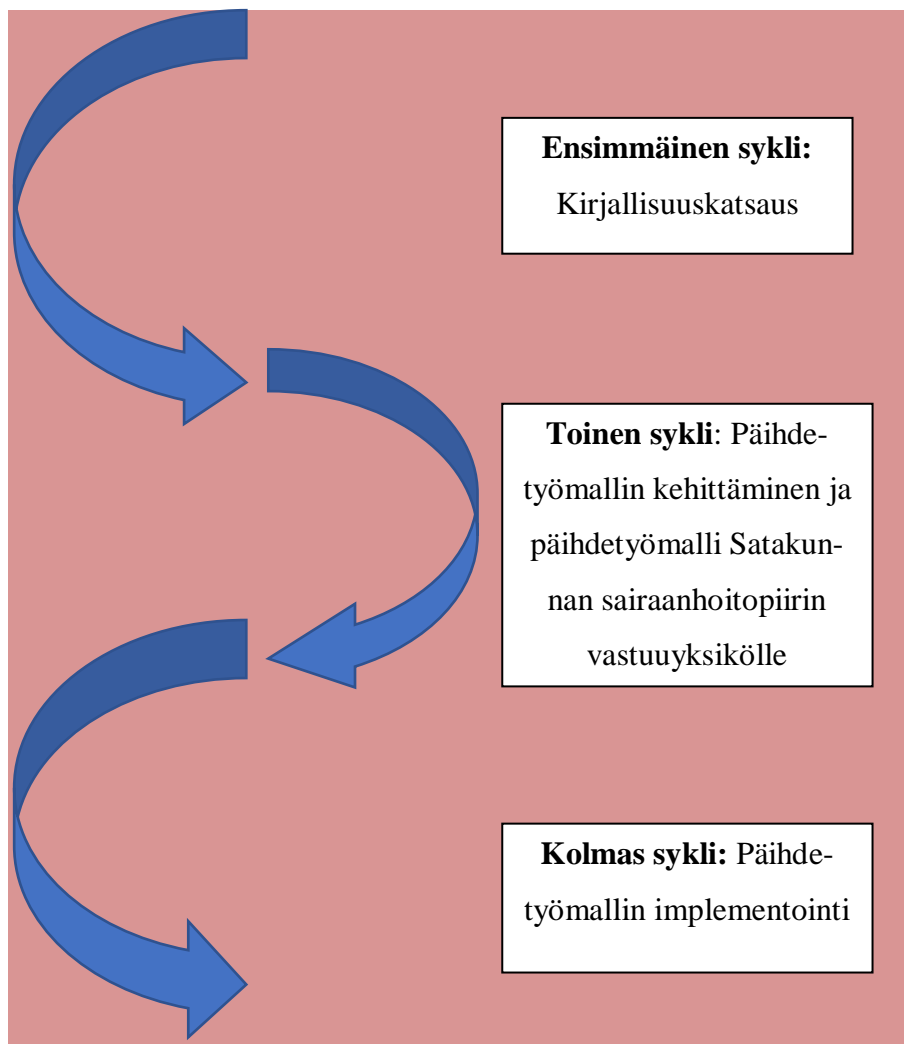 Ensimmäinen sykli:
Kirjallisuuskatsaus
Toinen sykli: Päihde-
työmallin kehittäminen ja
päihdetyömalli Satakun-
nan sairaanhoitopiirin
vastuuyksikölle
Kolmas sykli: Päihde-
työmallin implementointi